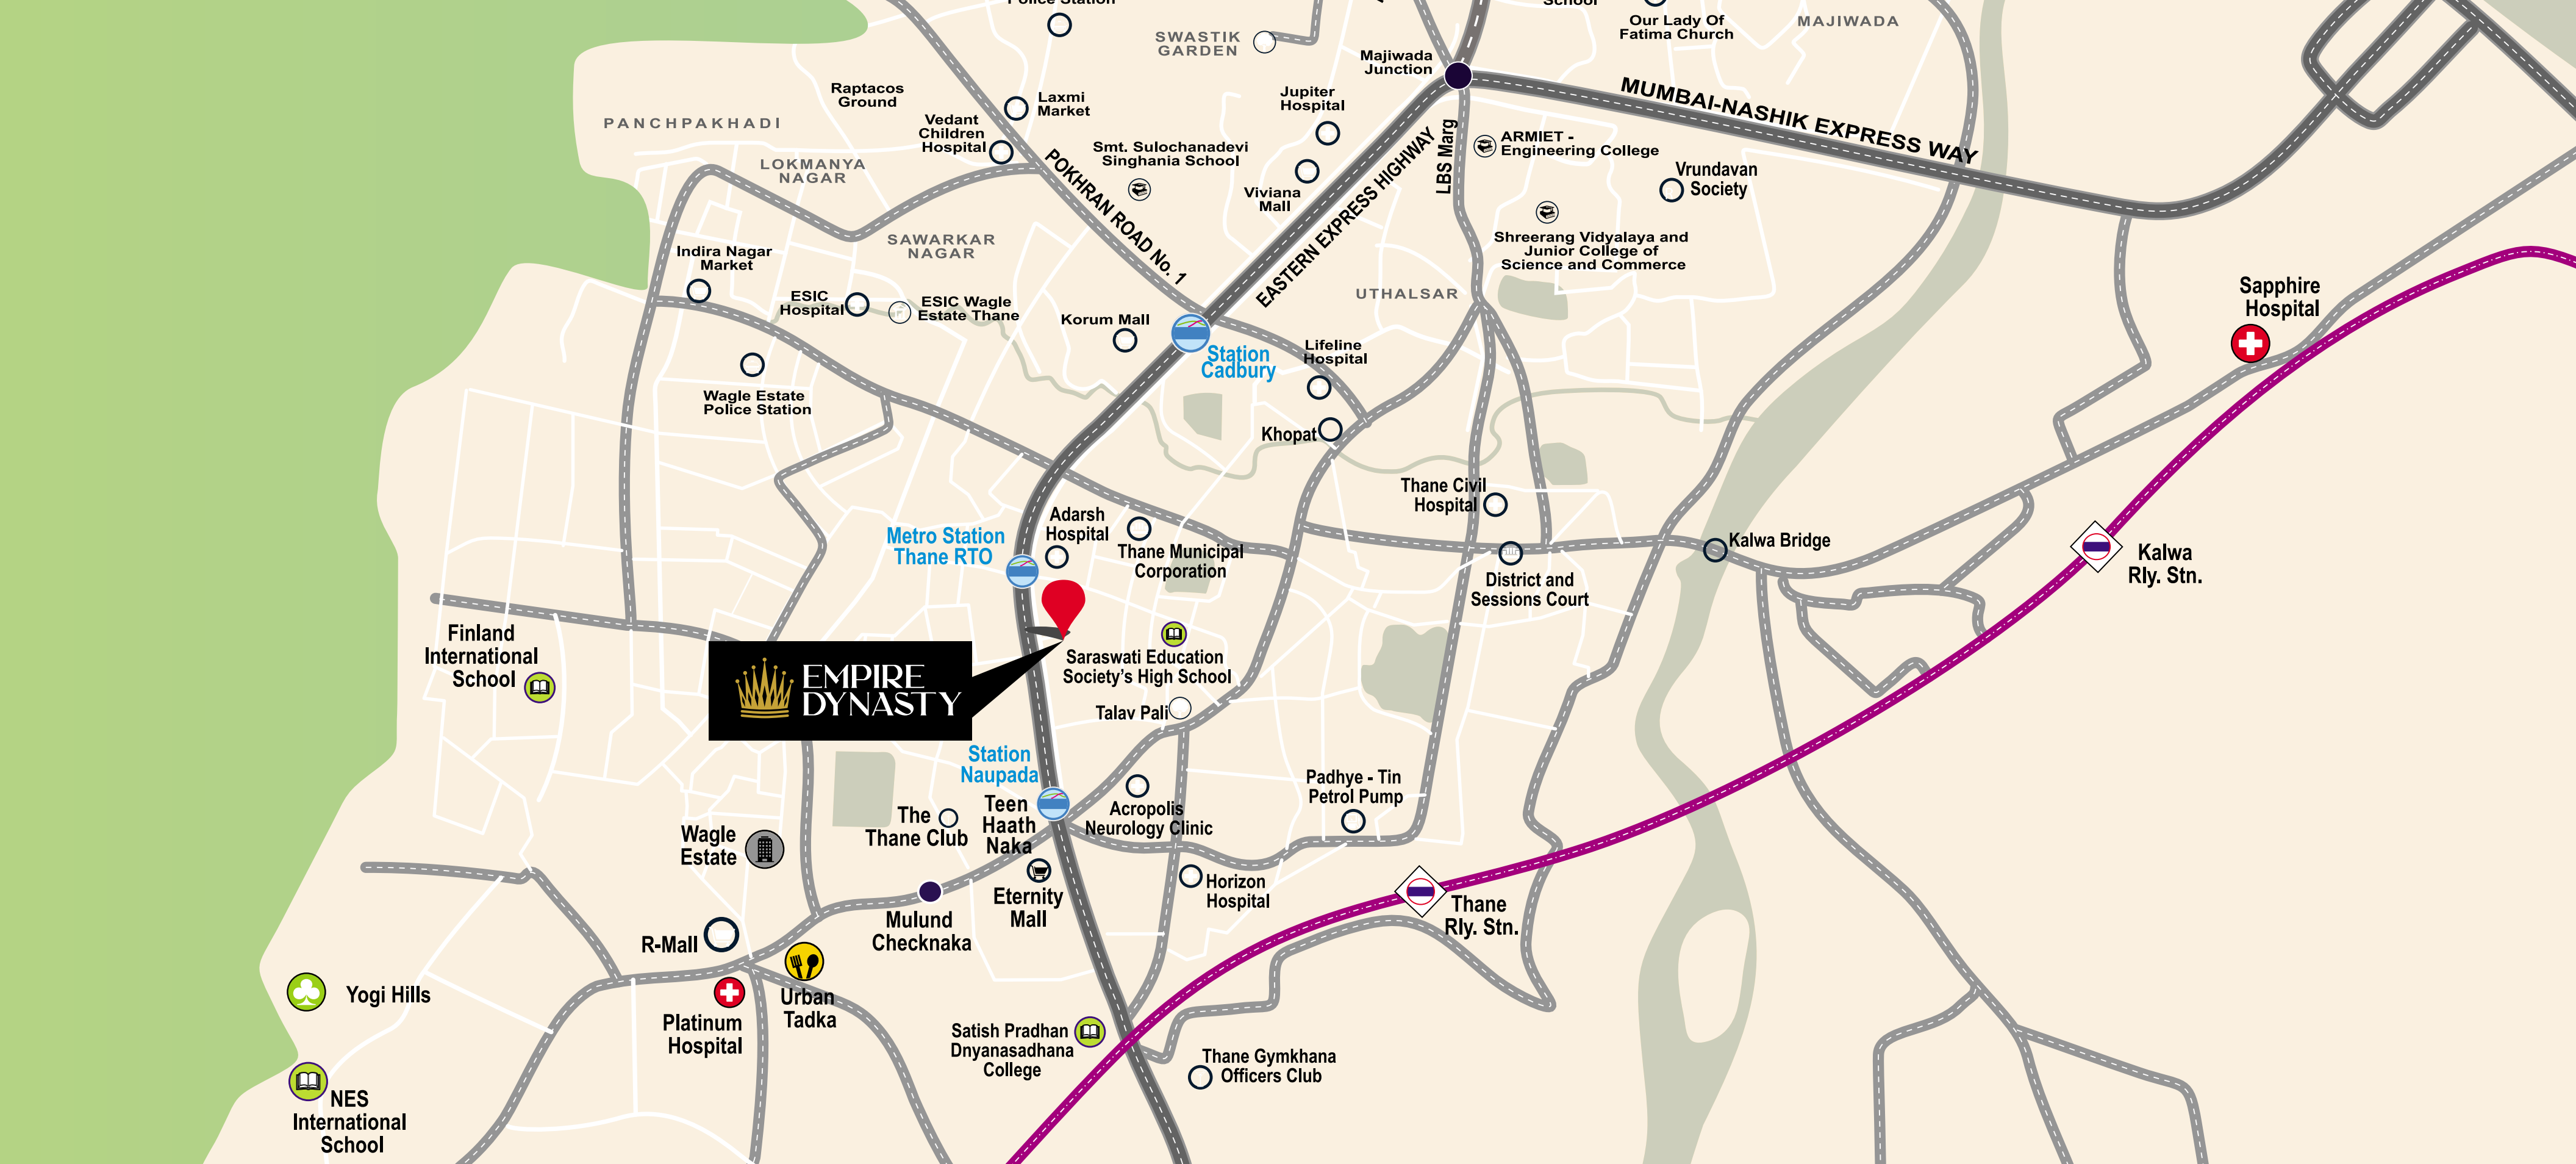 Police Station
School
Our Lady Of
Fatima Church
MAJIWADA
SWASTIK
GARDEN
Majiwada
Junction
Raptacos
Ground
Laxmi
Market
Jupiter
Hospital
MUMBAI-NASHIK EXPRESS WAY
PANCHPAKHADI
Vedant
Children
Hospital
LOKMANYA
NAGAR
Smt. Sulochanadevi
Singhania School
POKHRAN ROAD No. 1
EASTERN EXPRESS HIGHWAY
LBS Marg
ARMIET -
Engineering College
Vrundavan
Society
Viviana
Mall
SAWARKAR
NAGAR
Shreerang Vidyalaya and
Junior College of
Science and Commerce
Indira Nagar
Market
ESIC
Hospital
ESIC Wagle
Estate Thane
UTHALSAR
Sapphire
Hospital
Korum Mall
Station
Cadbury
Lifeline
Hospital
Wagle Estate
Police Station
Khopat
Thane Civil
Hospital
Adarsh
Hospital
Metro Station
Thane RTO
Thane Municipal
Corporation
Kalwa Bridge
Kalwa
Rly. Stn.
District and
Sessions Court
Finland
International
School
Saraswati Education
Society's High School
EMPIRE
DYNASTY
Talav Pali
Station
Naupada
Padhye - Tin
Petrol Pump
Teen
Haath
Naka
The
Thane Club
Acropolis
Neurology Clinic
Wagle
Estate
Eternity
Mall
Horizon
Hospital
Thane
Rly. Stn.
Mulund
Checknaka
R-Mall
Yogi Hills
Urban
Tadka
Platinum
Hospital
Satish Pradhan
Dnyanasadhana
College
Thane Gymkhana
Officers Club
NES
International
School